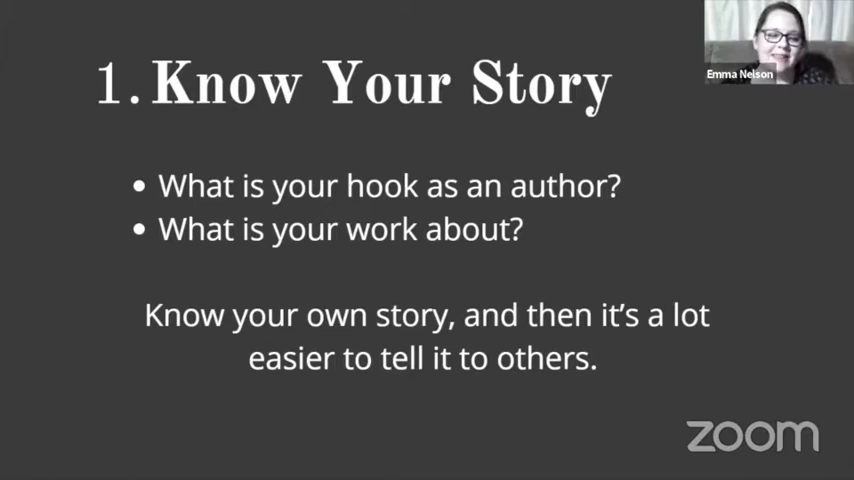 1. Know Your Story
Emma Nelson
• What is your hook as an author?
• What is your work about?
Know your own story, and then it's a lot
easier to tell it to others.
zoom